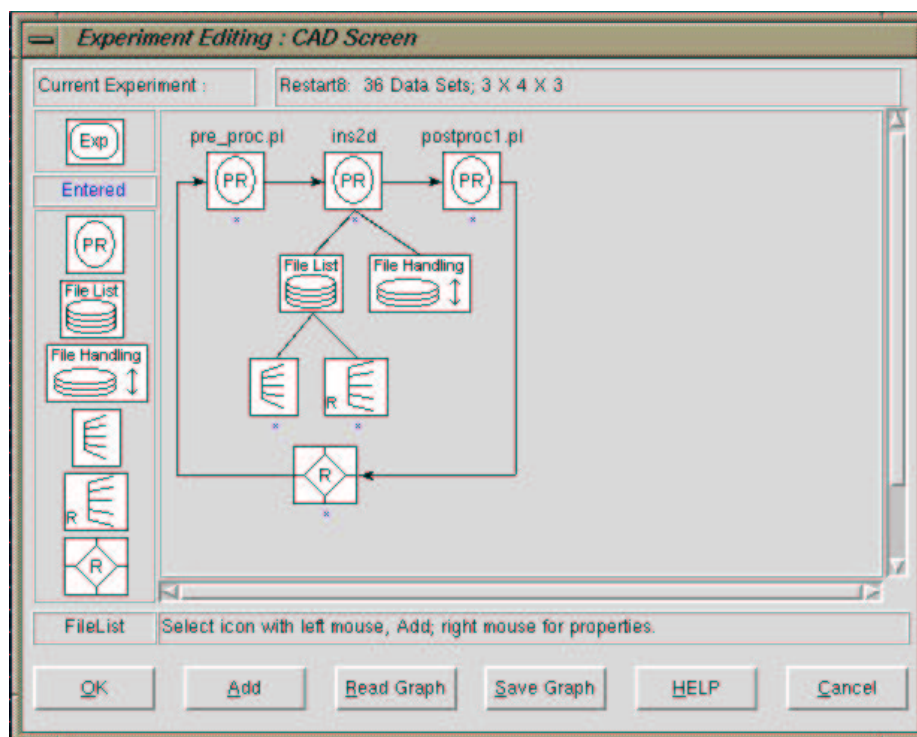 Experiment Editing : CAD Screen
Current Experiment :
Restart8: 36 Data Sets; 3 X 4 X 3
Exp
Entered
PR
File List
File Handling
R
R
pre_proc.pl
ins2d
postproc1.pl
PR
PR
PR
File List
File Handling
R
R
FileList
Select icon with left mouse, Add; right mouse for properties.
OK
Add
Read Graph
Save Graph
HELP
Cancel